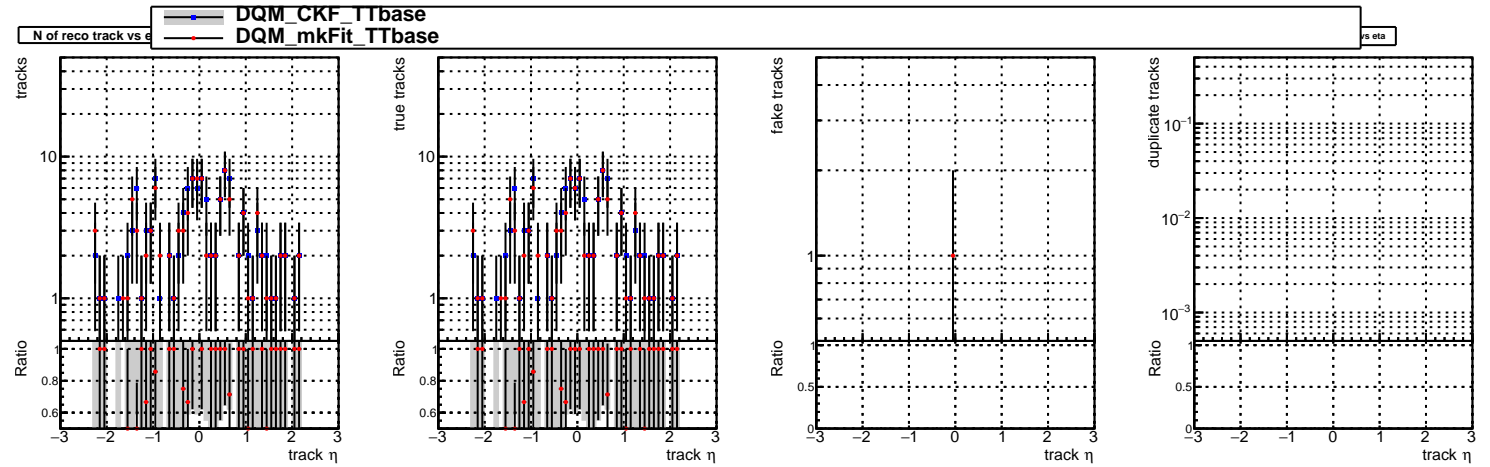 DQM_CKF_TTbase
DQM_mkFit_TTbase
N of reco track vs e
vs eta
tracks
10
1
Ratio
1
0.8
0.6
−3 −2 −1 0 1 2 3
track η
true tracks
10
1
Ratio
1
0.8
0.6
−3 −2 −1 0 1 2 3
track η
fake tracks
1
Ratio
1
0.5
0
−3 −2 −1 0 1 2 3
track η
duplicate tracks
10⁻¹
10⁻²
10⁻³
Ratio
1
0.5
0
−3 −2 −1 0 1 2 3
track η